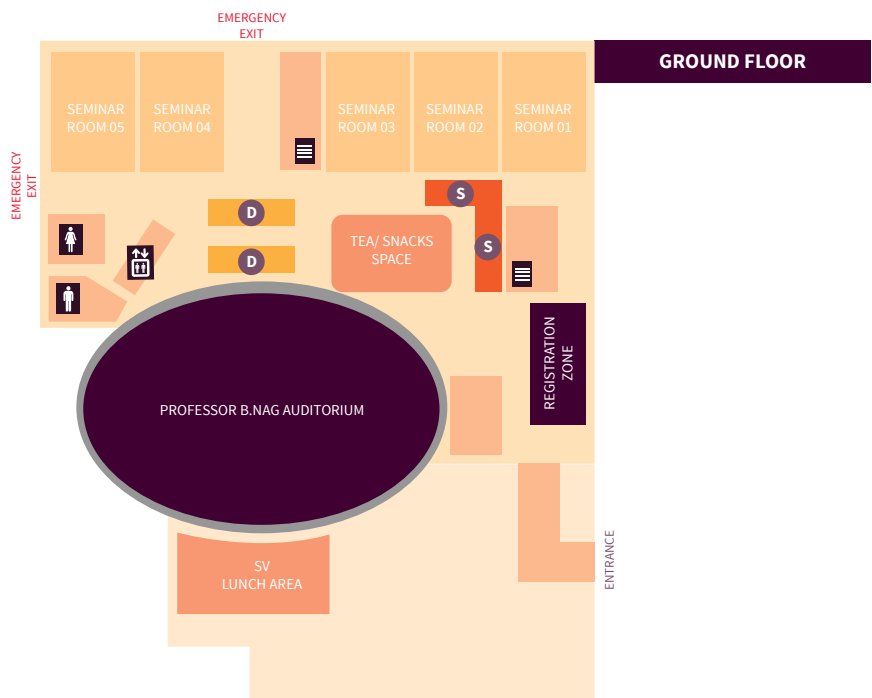 EMERGENCY
EXIT
GROUND FLOOR
SEMINAR
ROOM 05
SEMINAR
ROOM 04
SEMINAR
ROOM 03
SEMINAR
ROOM 02
SEMINAR
ROOM 01
EMERGENCY
EXIT
S
D
S
TEA/ SNACKS
SPACE
D
REGISTRATION
ZONE
PROFESSOR B.NAG AUDITORIUM
ENTRANCE
SV
LUNCH AREA